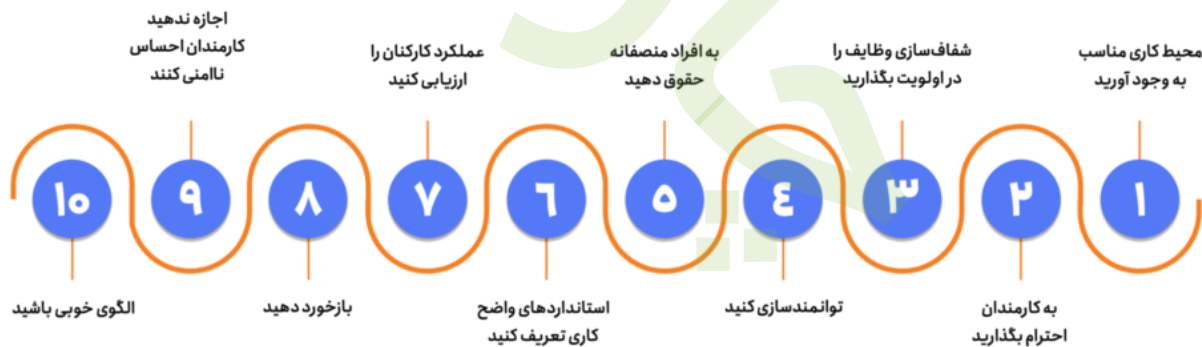 ۱
محیط کاری مناسب
به وجود آورید
۲
به کارمندان
احترام بگذارید
۳
شفاف‌سازی وظایف را
در اولویت بگذارید
۴
توانمندسازی کنید
۵
به افراد منصفانه
حقوق دهید
۶
استانداردهای واضح
کاری تعریف کنید
۷
عملکرد کارکنان را
ارزیابی کنید
۸
بازخورد دهید
۹
اجازه ندهید
کارمندان احساس
ناامنی کنند
۱۰
الگوی خوبی باشید